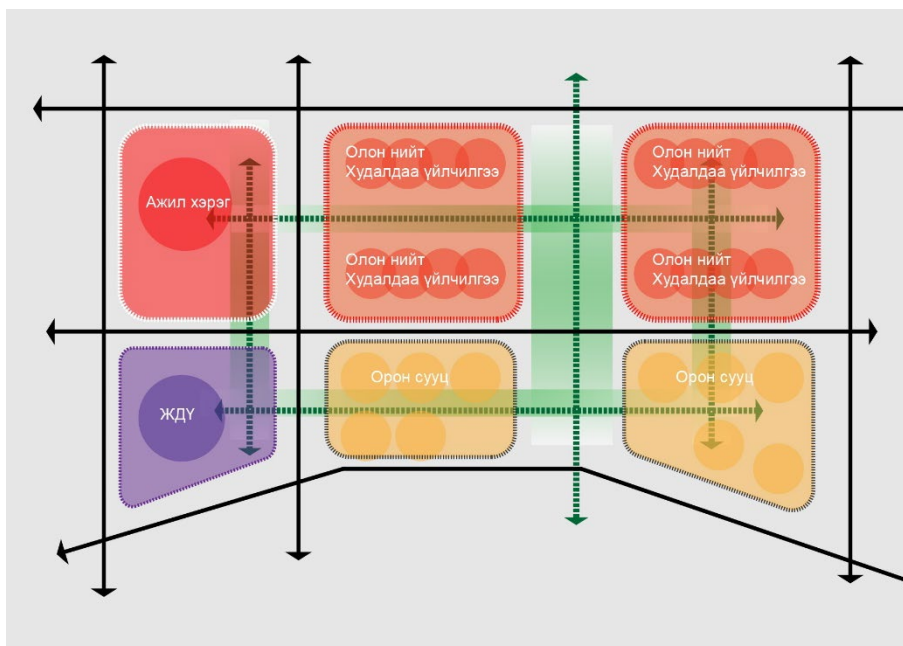 Ажил хэрэг
Олон нийт
Худалдаа үйлчилгээ
Олон нийт
Худалдаа үйлчилгээ
Олон нийт
Худалдаа үйлчилгээ
Олон нийт
Худалдаа үйлчилгээ
ЖДҮ
Орон сууц
Орон сууц